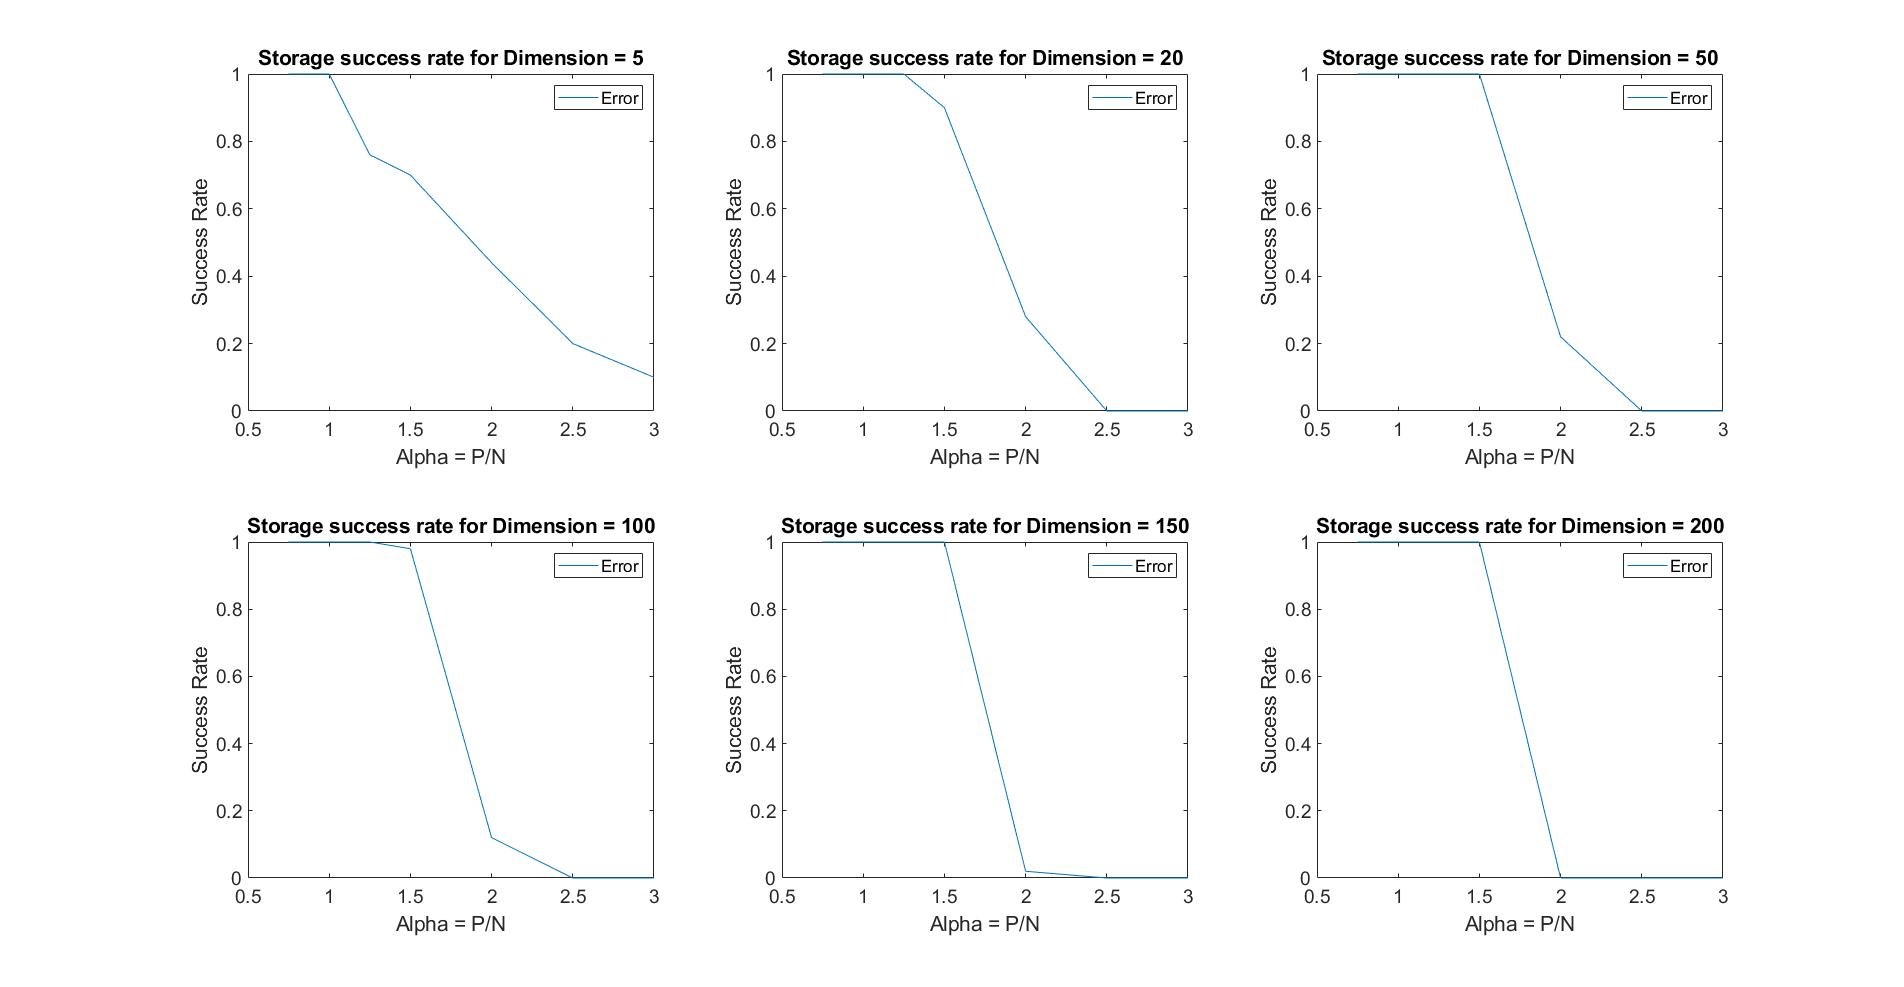 Storage success rate for Dimension = 5
Error
Success Rate
1
0.8
0.6
0.4
0.2
0
0.5 1 1.5 2 2.5 3
Alpha = P/N
Storage success rate for Dimension = 20
Error
Success Rate
1
0.8
0.6
0.4
0.2
0
0.5 1 1.5 2 2.5 3
Alpha = P/N
Storage success rate for Dimension = 50
Error
Success Rate
1
0.8
0.6
0.4
0.2
0
0.5 1 1.5 2 2.5 3
Alpha = P/N
Storage success rate for Dimension = 100
Error
Success Rate
1
0.8
0.6
0.4
0.2
0
0.5 1 1.5 2 2.5 3
Alpha = P/N
Storage success rate for Dimension = 150
Error
Success Rate
1
0.8
0.6
0.4
0.2
0
0.5 1 1.5 2 2.5 3
Alpha = P/N
Storage success rate for Dimension = 200
Error
Success Rate
1
0.8
0.6
0.4
0.2
0
0.5 1 1.5 2 2.5 3
Alpha = P/N